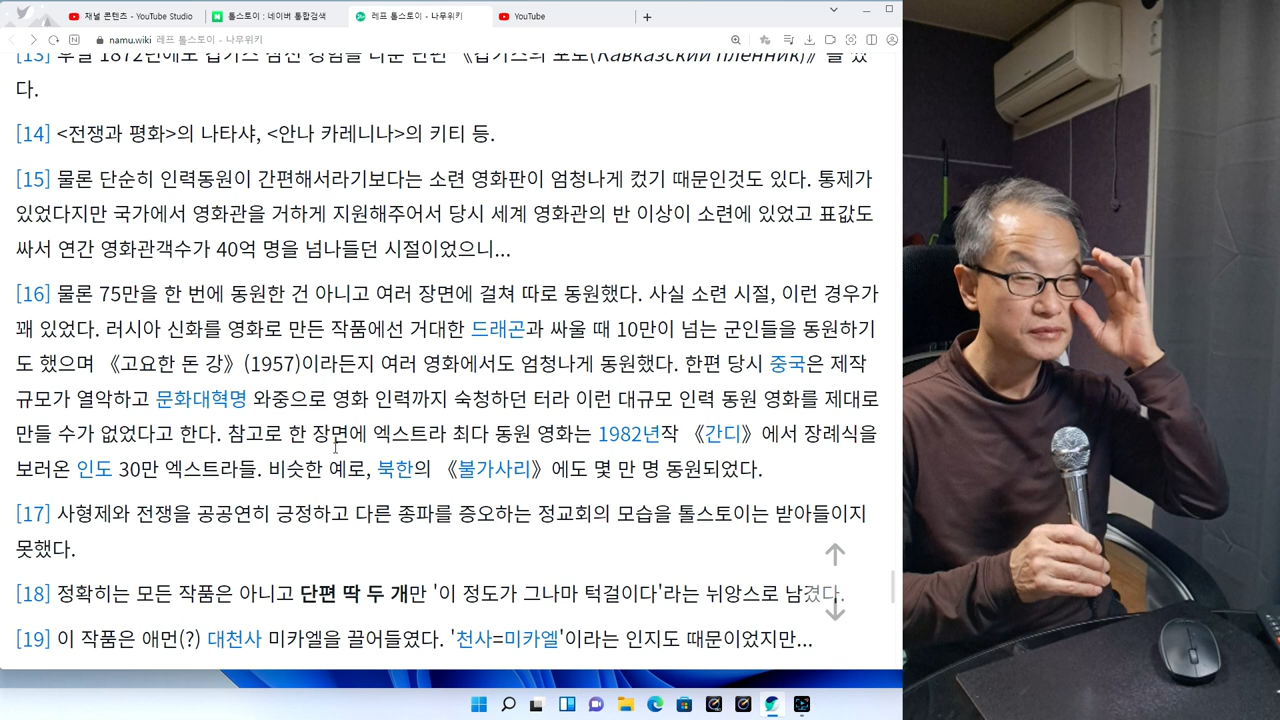 재널 콘텐츠 - YouTube Studio
톨스토이 : 네이버 통합검색
레프 톨스토이 - 나무위키
YouTube
namu.wiki 레프 톨스토이 - 나무위키
다.
[14] <전쟁과 평화>의 나타샤, <안나 카레니나>의 키티 등.
[15] 물론 단순히 인력동원이 간편해서라기보다는 소련 영화판이 엄청나게 컸기 때문인것도 있다. 통제가
있었다지만 국가에서 영화관을 거하게 지원해주어서 당시 세계 영화관의 반 이상이 소련에 있었고 표값도
싸서 연간 영화관객수가 40억 명을 넘나들던 시절이었으니...
[16] 물론 75만을 한 번에 동원한 건 아니고 여러 장면에 걸쳐 따로 동원했다. 사실 소련 시절, 이런 경우가
꽤 있었다. 러시아 신화를 영화로 만든 작품에선 거대한 드래곤과 싸울 때 10만이 넘는 군인들을 동원하기
도 했으며 《고요한 돈 강》(1957)이라든지 여러 영화에서도 엄청나게 동원했다. 한편 당시 중국은 제작
규모가 열악하고 문화대혁명 와중으로 영화 인력까지 숙청하던 터라 이런 대규모 인력 동원 영화를 제대로
만들 수가 없었다고 한다. 참고로 한 장면에 엑스트라 최다 동원 영화는 1982년작 《간디》에서 장례식을
보러온 인도 30만 엑스트라들. 비슷한 예로, 북한의 《불가사리》에도 몇 만 명 동원되었다.
[17] 사형제와 전쟁을 공공연히 긍정하고 다른 종파를 증오하는 정교회의 모습을 톨스토이는 받아들이지
못했다.
[18] 정확히는 모든 작품은 아니고 단편 딱 두 개만 '이 정도가 그나마 턱걸이다'라는 뉘앙스로 남겼다.
[19] 이 작품은 애먼(?) 대천사 미카엘을 끌어들였다. '천사=미카엘'이라는 인지도 때문이었지만...